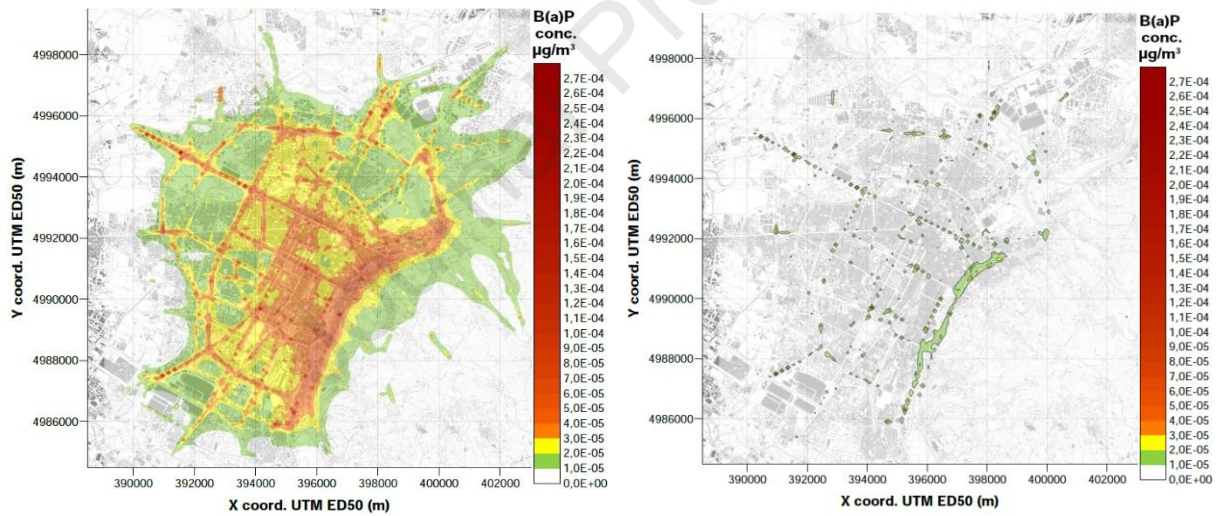 B(a)P
conc.
µg/m³
2,7E-04
2,6E-04
2,5E-04
2,4E-04
2,3E-04
2,2E-04
2,1E-04
2,0E-04
1,9E-04
1,8E-04
1,7E-04
1,6E-04
1,5E-04
1,4E-04
1,3E-04
1,2E-04
1,1E-04
1,0E-04
9,0E-05
8,0E-05
7,0E-05
6,0E-05
5,0E-05
4,0E-05
3,0E-05
2,0E-05
1,0E-05
0,0E+00
Y coord. UTM ED50 (m)
4998000
4996000
4994000
4992000
4990000
4988000
4986000
390000 392000 394000 396000 398000 400000 402000
X coord. UTM ED50 (m)
B(a)P
conc.
µg/m³
2,7E-04
2,6E-04
2,5E-04
2,4E-04
2,3E-04
2,2E-04
2,1E-04
2,0E-04
1,9E-04
1,8E-04
1,7E-04
1,6E-04
1,5E-04
1,4E-04
1,3E-04
1,2E-04
1,1E-04
1,0E-04
9,0E-05
8,0E-05
7,0E-05
6,0E-05
5,0E-05
4,0E-05
3,0E-05
2,0E-05
1,0E-05
0,0E+00
Y coord. UTM ED50 (m)
4998000
4996000
4994000
4992000
4990000
4988000
4986000
390000 392000 394000 396000 398000 400000 402000
X coord. UTM ED50 (m)